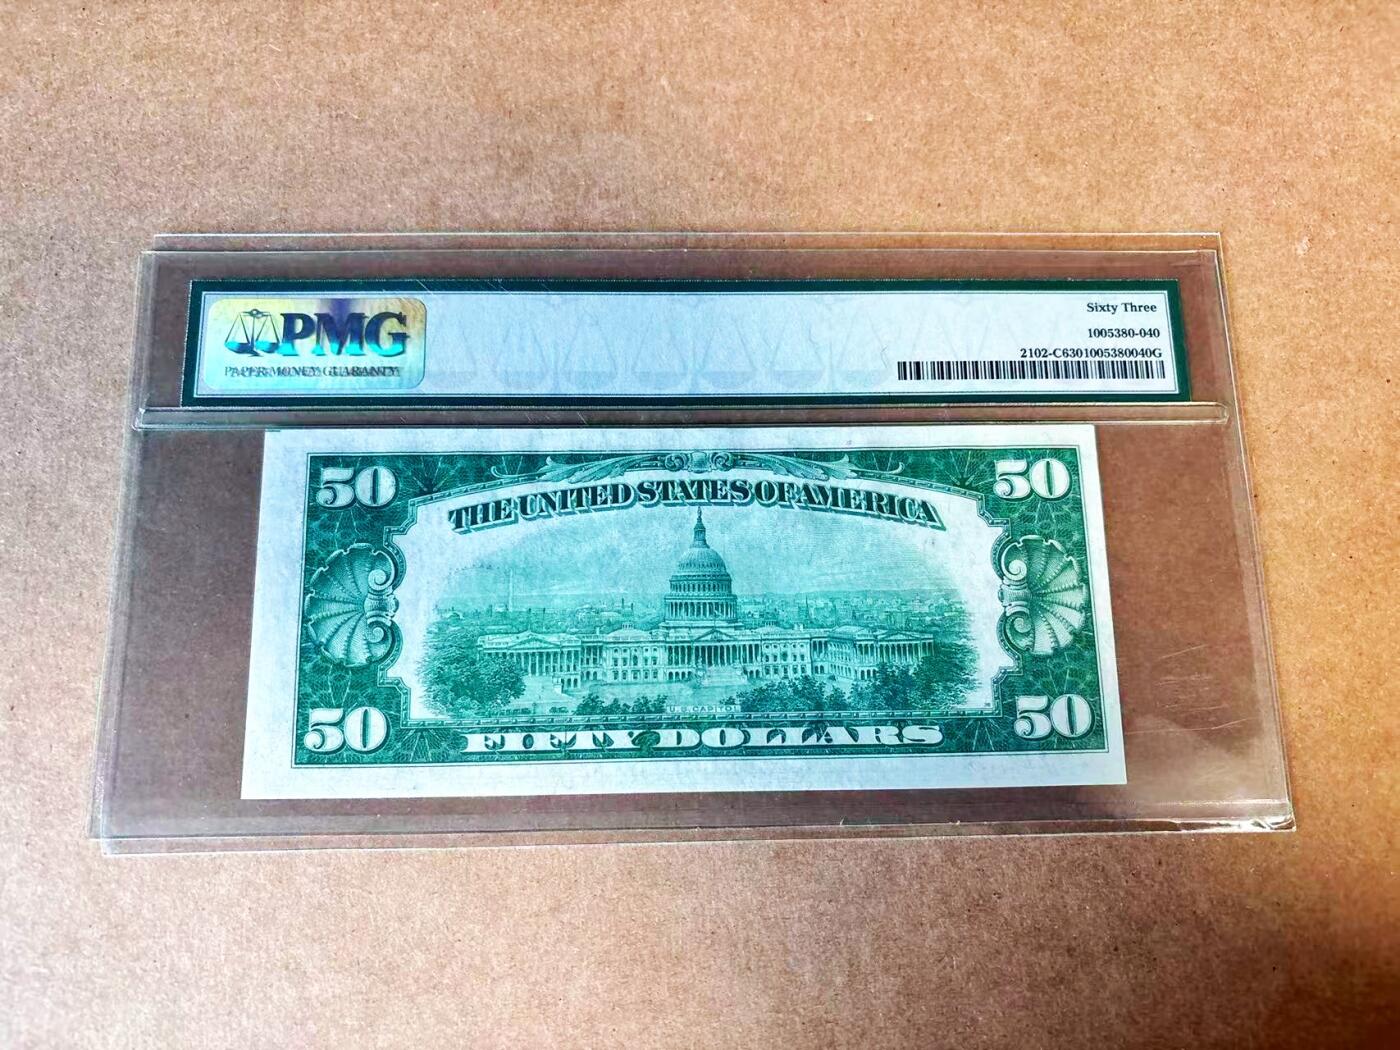 PMG
PAPER MONEY GUARANTY
Sixty Three
1005380-040
2102-C6301005380040G
50
50
THE UNITED STATES OF AMERICA
U.S. CAPITOL
50
50
FIFTY DOLLARS